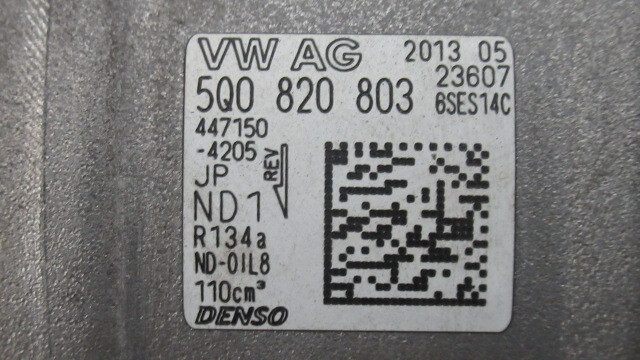 VW AG 2013 05
23607
5Q0 820 803 6SES14C
447150
-4205
JP REV
ND1
R134a
ND-OIL8
110cm³
DENSO